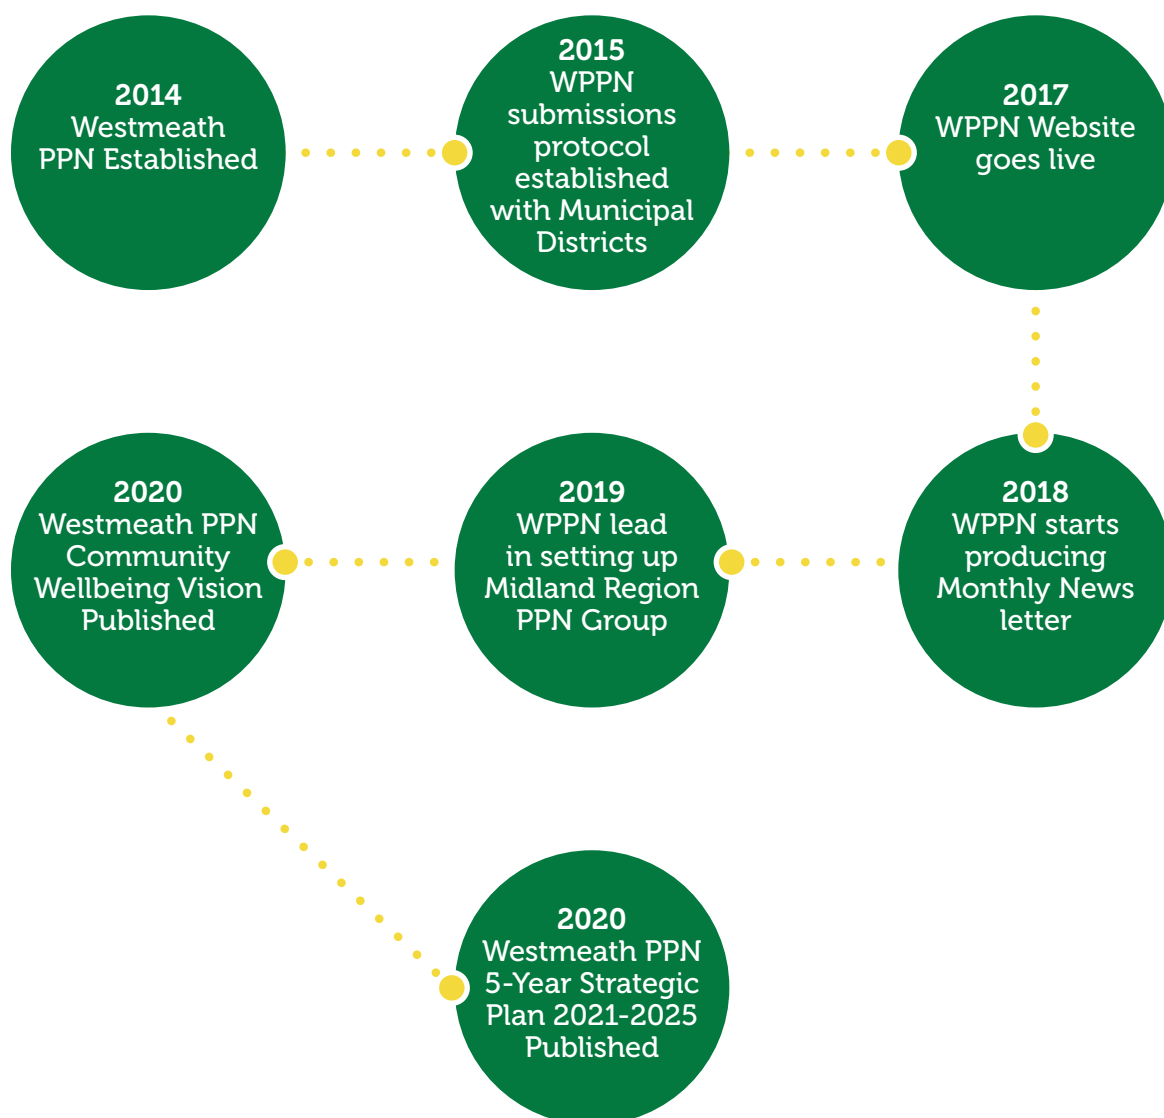 2014
Westmeath
PPN Established
2015
WPPN
submissions
protocol
established
with Municipal
Districts
2017
WPPN Website
goes live
2018
WPPN starts
producing
Monthly News
letter
2019
WPPN lead
in setting up
Midland Region
PPN Group
2020
Westmeath PPN
Community
Wellbeing Vision
Published
2020
Westmeath PPN
5-Year Strategic
Plan 2021-2025
Published